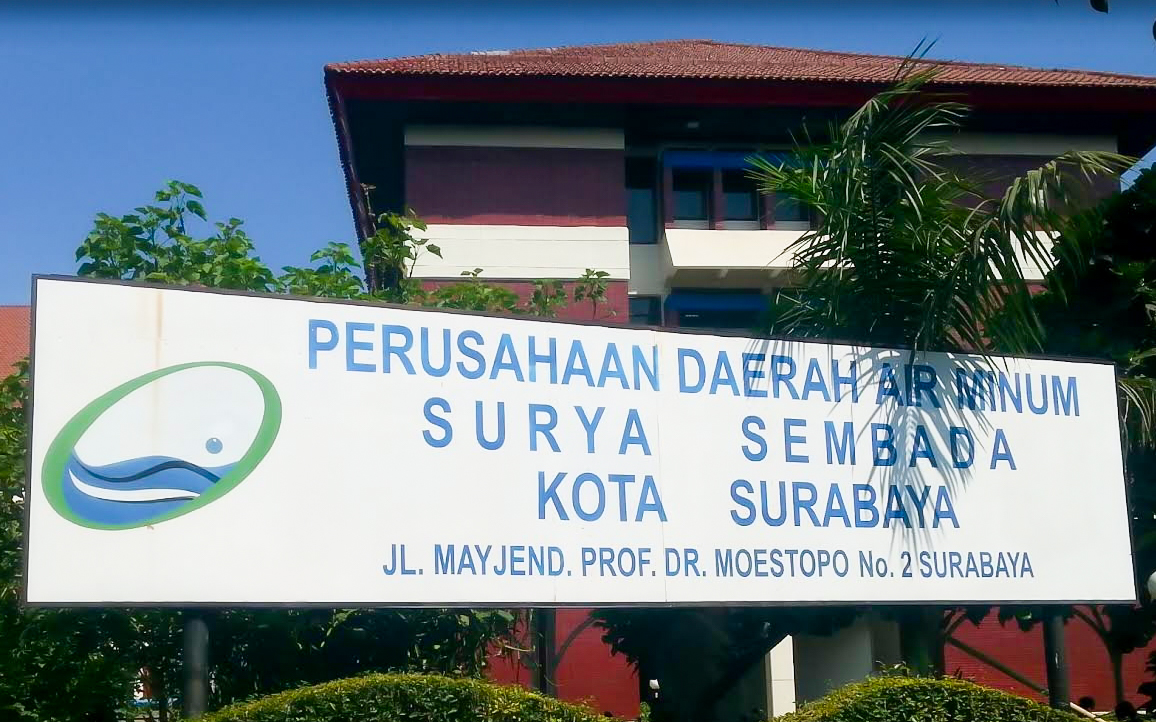 PERUSAHAAN DAERAH AIR MINUM
SURYA SEMBADA
KOTA SURABAYA
JL. MAYJEND. PROF. DR. MOESTOPO No. 2 SURABAYA